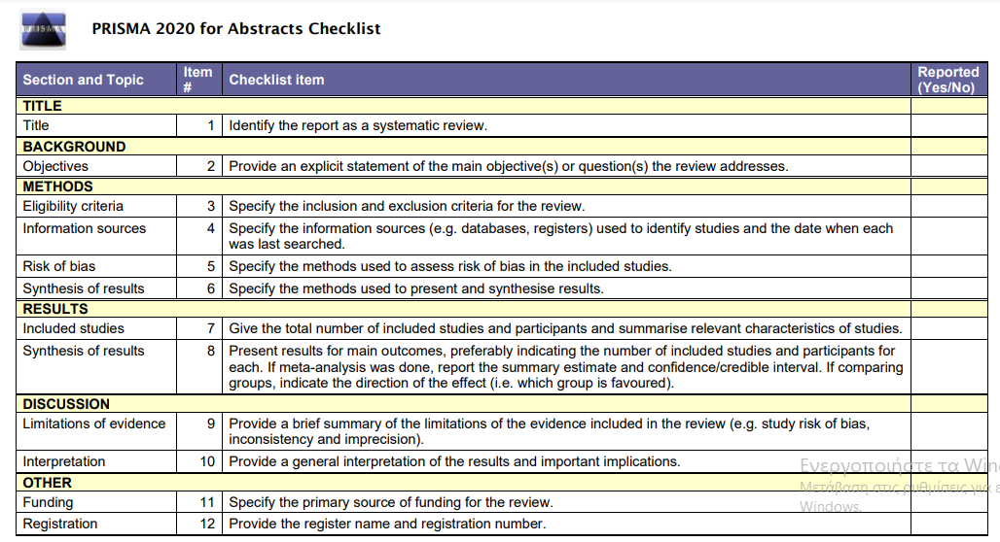 PRISMA
PRISMA 2020 for Abstracts Checklist
Section and Topic Item # Checklist item Reported (Yes/No)
TITLE
Title 1 Identify the report as a systematic review.
BACKGROUND
Objectives 2 Provide an explicit statement of the main objective(s) or question(s) the review addresses.
METHODS
Eligibility criteria 3 Specify the inclusion and exclusion criteria for the review.
Information sources 4 Specify the information sources (e.g. databases, registers) used to identify studies and the date when each
was last searched.
Risk of bias 5 Specify the methods used to assess risk of bias in the included studies.
Synthesis of results 6 Specify the methods used to present and synthesise results.
RESULTS
Included studies 7 Give the total number of included studies and participants and summarise relevant characteristics of studies.
Synthesis of results 8 Present results for main outcomes, preferably indicating the number of included studies and participants for
each. If meta-analysis was done, report the summary estimate and confidence/credible interval. If comparing
groups, indicate the direction of the effect (i.e. which group is favoured).
DISCUSSION
Limitations of evidence 9 Provide a brief summary of the limitations of the evidence included in the review (e.g. study risk of bias,
inconsistency and imprecision).
Interpretation 10 Provide a general interpretation of the results and important implications.
Ενεργοποιήστε τα Win
OTHER
Μετάβαση στις ρυθμίσεις για ε
Funding 11 Specify the primary source of funding for the review.
Windows.
Registration 12 Provide the register name and registration number.